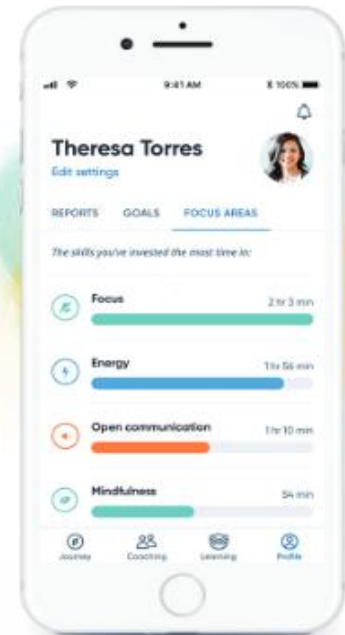 9:41 AM
100%
Theresa Torres
Edit settings
REPORTS GOALS FOCUS AREAS
The skills you've invested the most time in:
Focus 2 hr 3 min
Energy 1 hr 56 min
Open communication 1 hr 10 min
Mindfulness 54 min
Journey Coaching Learning Profile